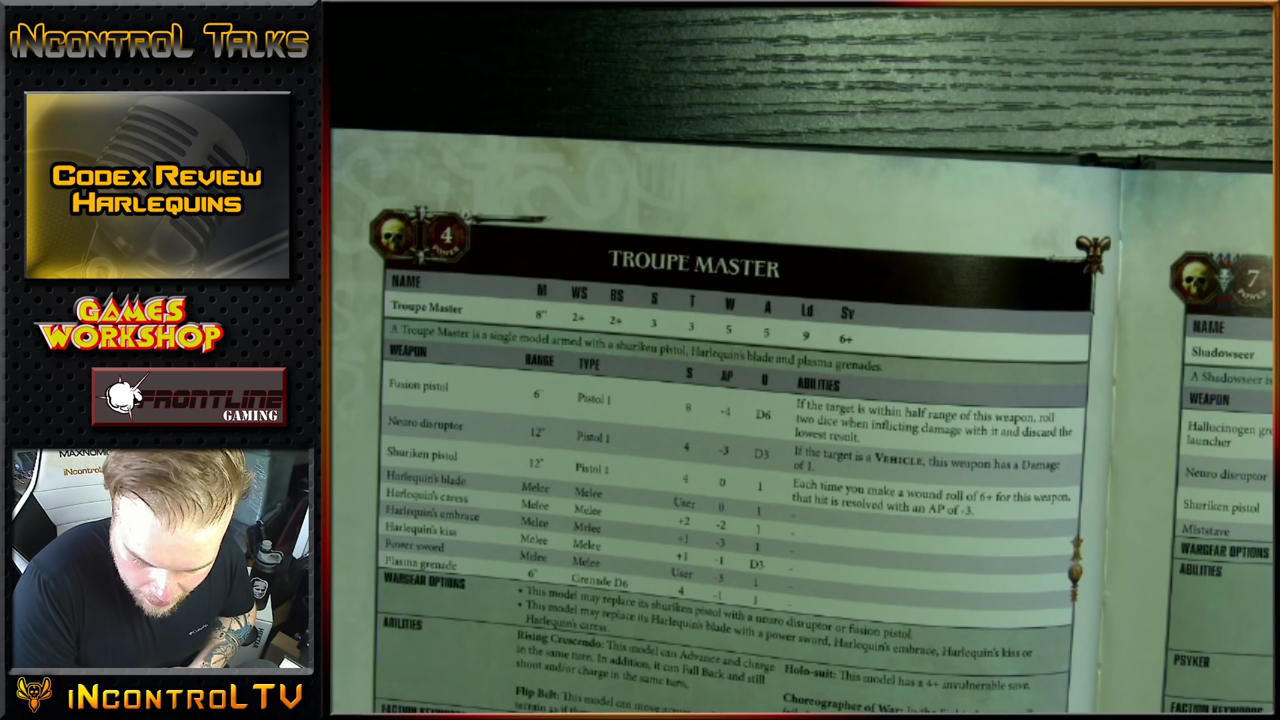 iNcontroL Talks
Codex Review
Harlequins
GAMES
WORKSHOP
FRONTLINE
GAMING
MAXNOMIC
iNcontroL
iNcontroLTV
4
POWER
TROUPE MASTER
NAME M WS BS S T W A Ld Sv
Troupe Master 8" 2+ 2+ 3 3 5 5 9 6+
A Troupe Master is a single model armed with a shuriken pistol, Harlequin's blade and plasma grenades.
WEAPON RANGE TYPE S AP D ABILITIES
Fusion pistol 6" Pistol 1 8 -4 D6 If the target is within half range of this weapon, roll
two dice when inflicting damage with it and discard the
lowest result.
Neuro disruptor 12" Pistol 1 4 -3 D3 If the target is a VEHICLE, this weapon has a Damage
of 1.
Shuriken pistol 12" Pistol 1 4 0 1 Each time you make a wound roll of 6+ for this weapon,
that hit is resolved with an AP of -3.
Harlequin's blade Melee Melee User 0 1 -
Harlequin's caress Melee Melee +2 -2 1 -
Harlequin's embrace Melee Melee +1 -3 1 -
Harlequin's kiss Melee Melee +1 -1 D3 -
Power sword Melee Melee User -3 1 -
Plasma grenade 6" Grenade D6 4 -1 1 -
WARGEAR OPTIONS • This model may replace its shuriken pistol with a neuro disruptor or fusion pistol.
• This model may replace its Harlequin's blade with a power sword, Harlequin's embrace, Harlequin's kiss or
Harlequin's caress.
ABILITIES Rising Crescendo: This model can Advance and charge
in the same turn. In addition, it can Fall Back and still
shoot and/or charge in the same turn.
Flip Belt: This model can move across
Holo-suit: This model has a 4+ invulnerable save.
Choreographer of War:
7
POWER
NAME
Shadowseer
A Shadowseer is
WEAPON
Hallucinogen gr
launcher
Neuro disruptor
Shuriken pistol
Miststave
WARGEAR OPTIONS
ABILITIES
PSYKER